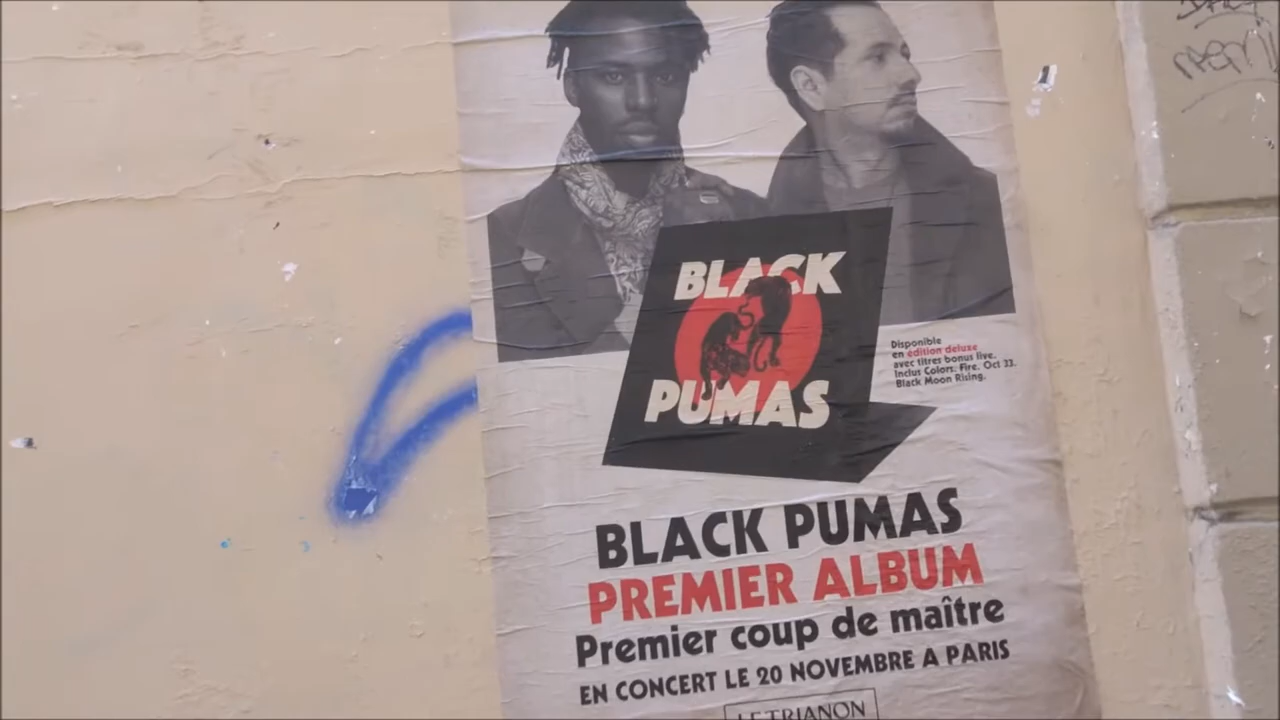 BLACK
PUMAS
Disponible
en édition deluxe
avec titres bonus live.
Inclus Colors. Fire. Oct 33.
Black Moon Rising.
BLACK PUMAS
PREMIER ALBUM
Premier coup de maître
EN CONCERT LE 20 NOVEMBRE A PARIS
LE TRIANON